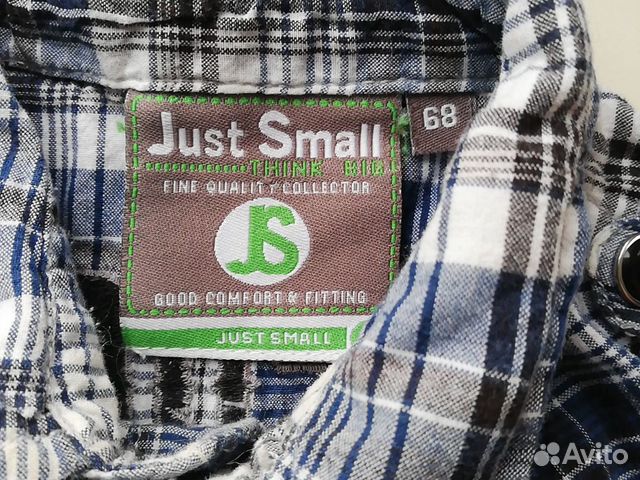 Just Small
THINK BIG
FINE QUALITY COLLECTOR
JS
GOOD COMFORT & FITTING
JUST SMALL
68
Avito